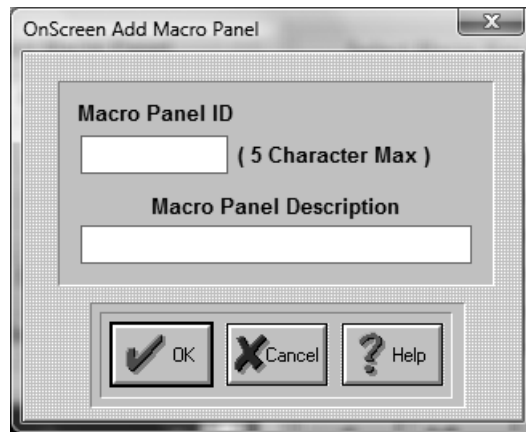 OnScreen Add Macro Panel
Macro Panel ID
( 5 Character Max )
Macro Panel Description
OK Cancel Help